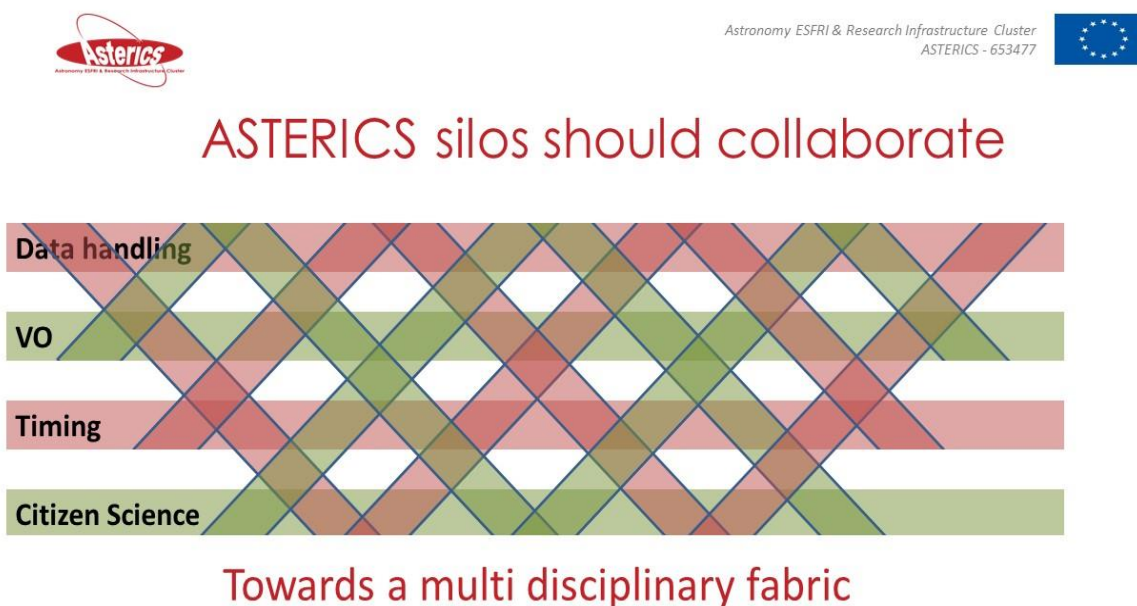 Asterics
Astronomy ESFRI & Research Infrastructure Cluster
Astronomy ESFRI & Research Infrastructure Cluster
ASTERICS - 653477
ASTERICS silos should collaborate
Data handling
VO
Timing
Citizen Science
Towards a multi disciplinary fabric